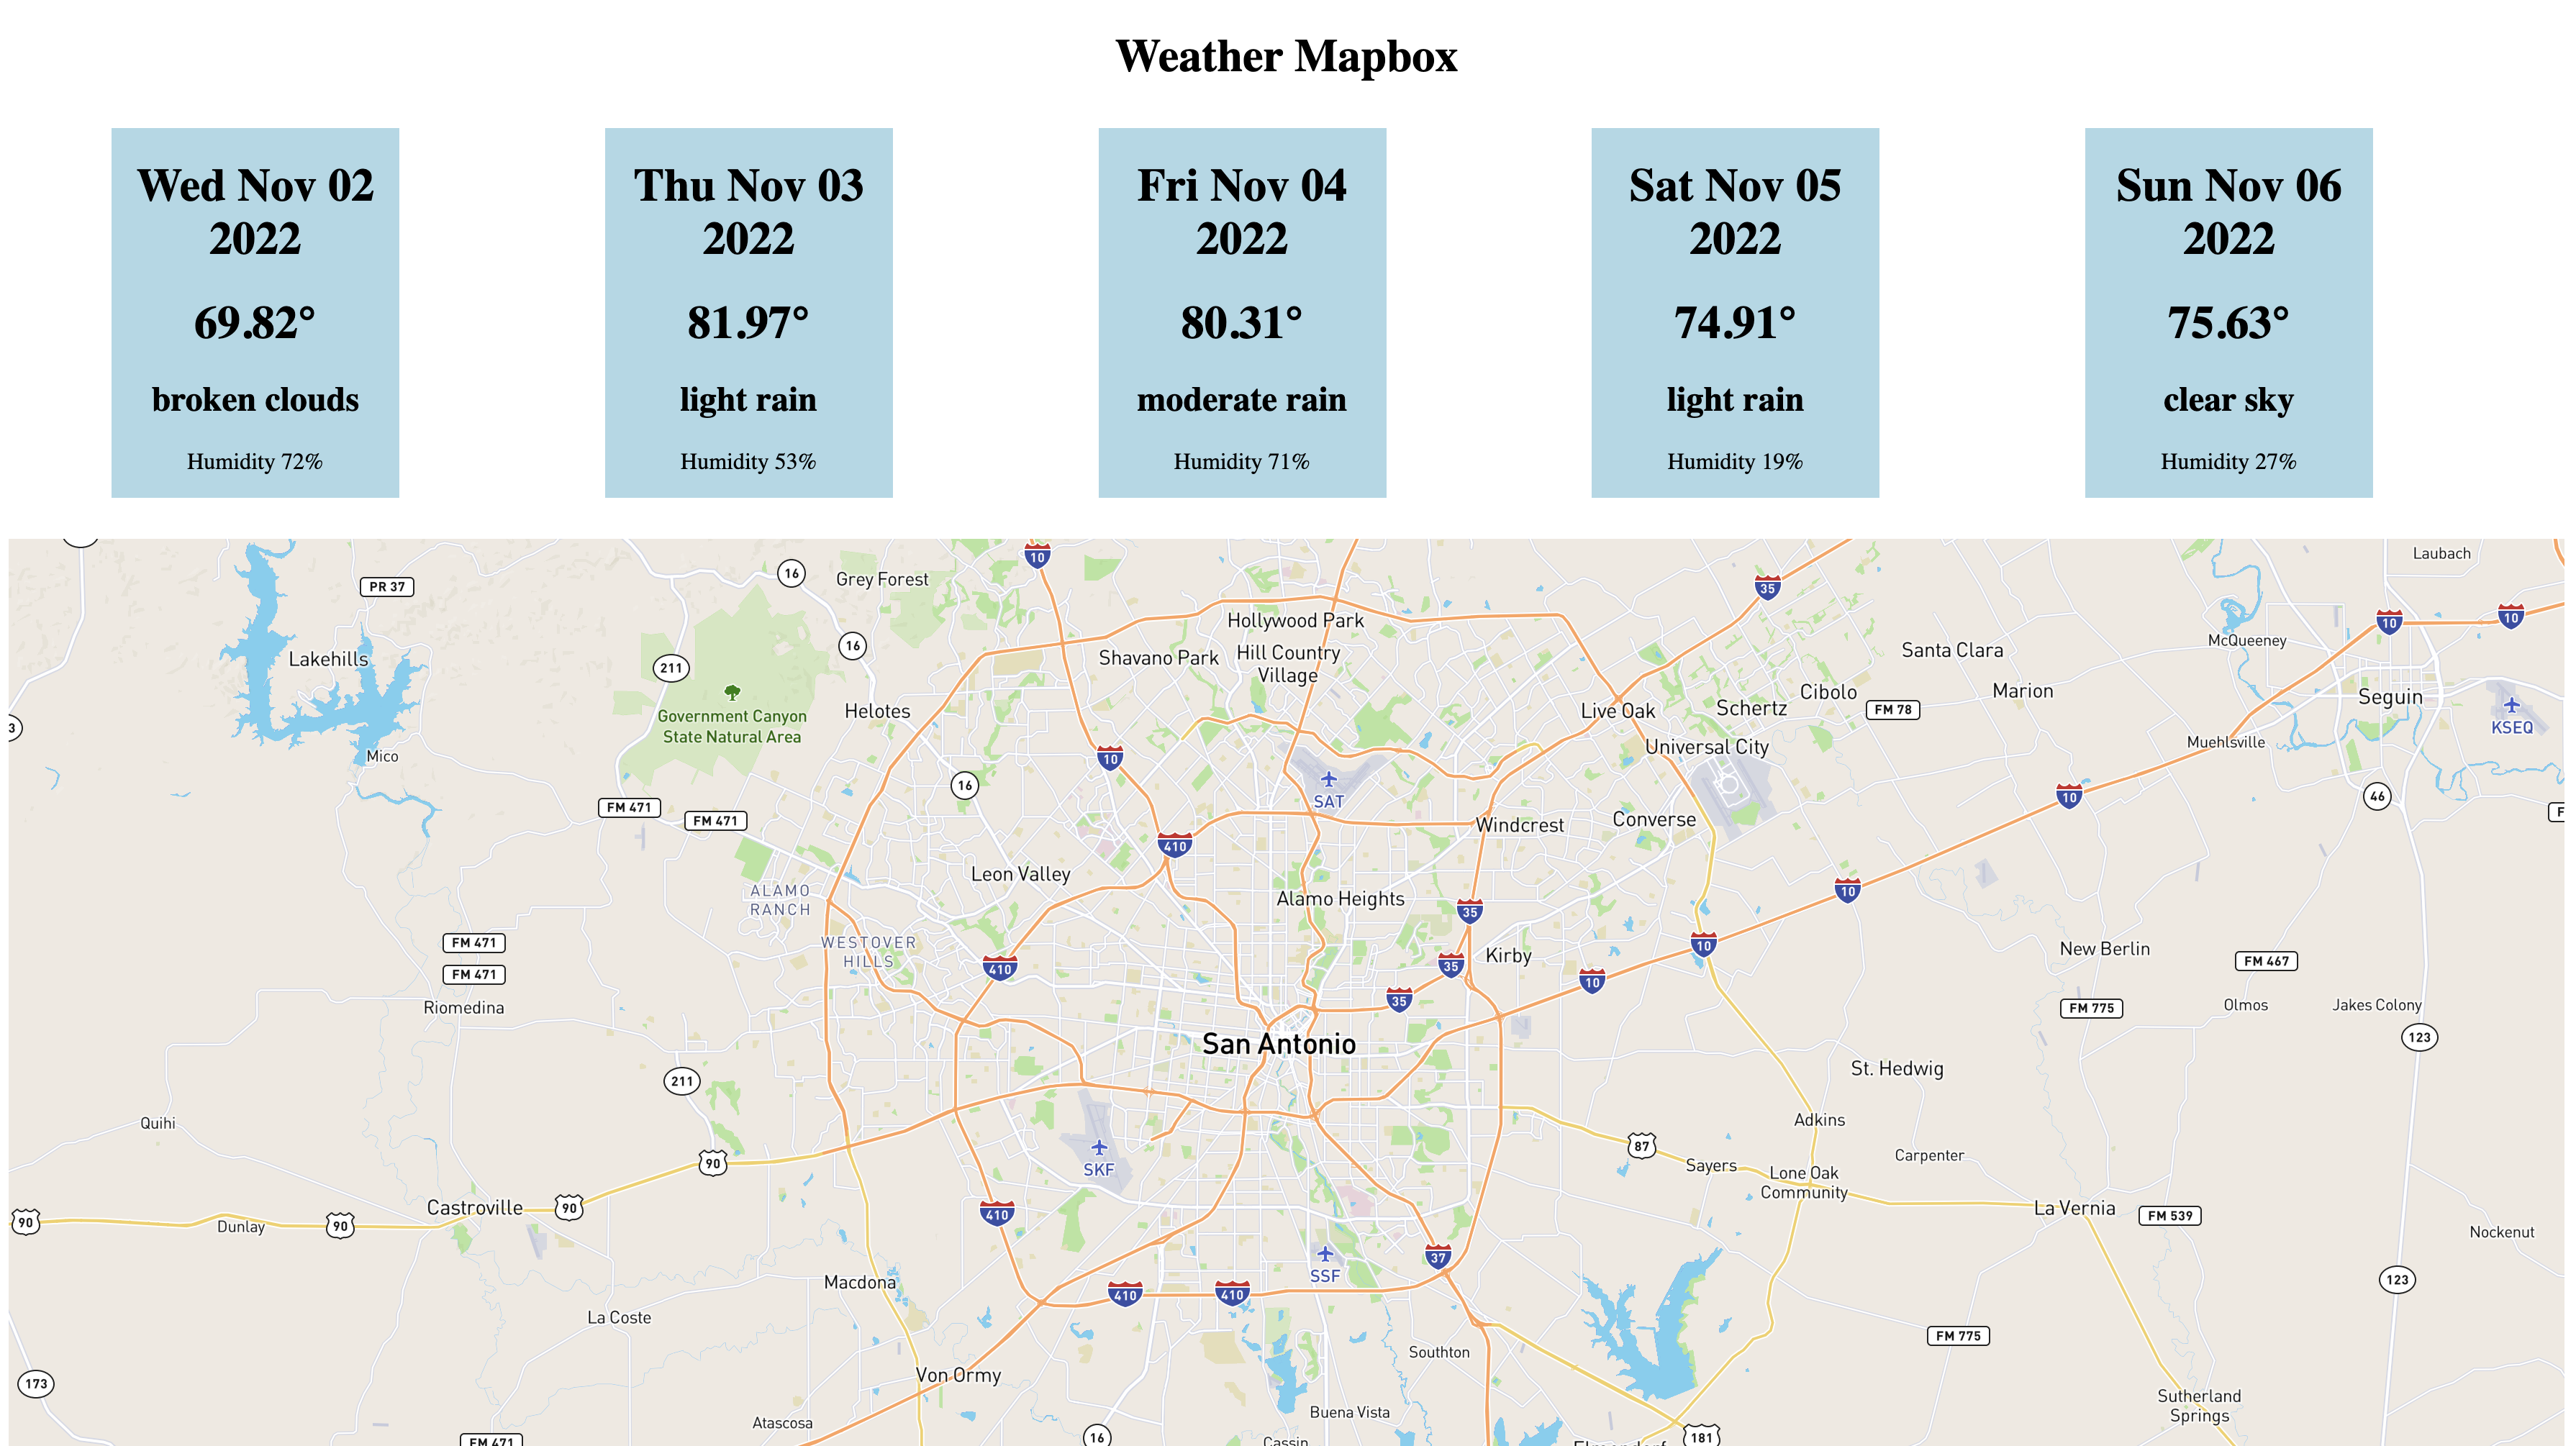 Weather Mapbox
Wed Nov 02
2022
69.82°
broken clouds
Humidity 72%
Thu Nov 03
2022
81.97°
light rain
Humidity 53%
Fri Nov 04
2022
80.31°
moderate rain
Humidity 71%
Sat Nov 05
2022
74.91°
light rain
Humidity 19%
Sun Nov 06
2022
75.63°
clear sky
Humidity 27%
10
Laubach
16
Grey Forest
PR 37
35
10
10
Hollywood Park
McQueeney
16
Santa Clara
Lakehills
211
Shavano Park
Hill Country
Village
Cibolo
Marion
Seguin
Government Canyon
State Natural Area
Helotes
Live Oak
Schertz
FM 78
KSEQ
3
Mico
10
Universal City
Muehlsville
16
SAT
10
46
FM 471
FM 471
F
410
Windcrest
Converse
Leon Valley
ALAMO
RANCH
Alamo Heights
35
10
WESTOVER
HILLS
FM 471
410
35
Kirby
10
New Berlin
FM 467
FM 471
10
Riomedina
35
FM 775
Olmos
Jakes Colony
San Antonio
123
211
St. Hedwig
Quihi
Adkins
SKF
87
90
Sayers
Lone Oak
Community
Carpenter
Castroville
90
410
La Vernia
FM 539
90
Dunlay
90
Nockenut
SSF
37
Macdona
410
410
123
La Coste
FM 775
Southton
173
Von Ormy
Sutherland
Springs
Atascosa
Buena Vista
16
181
FM 471
Cassin
Elmendorf